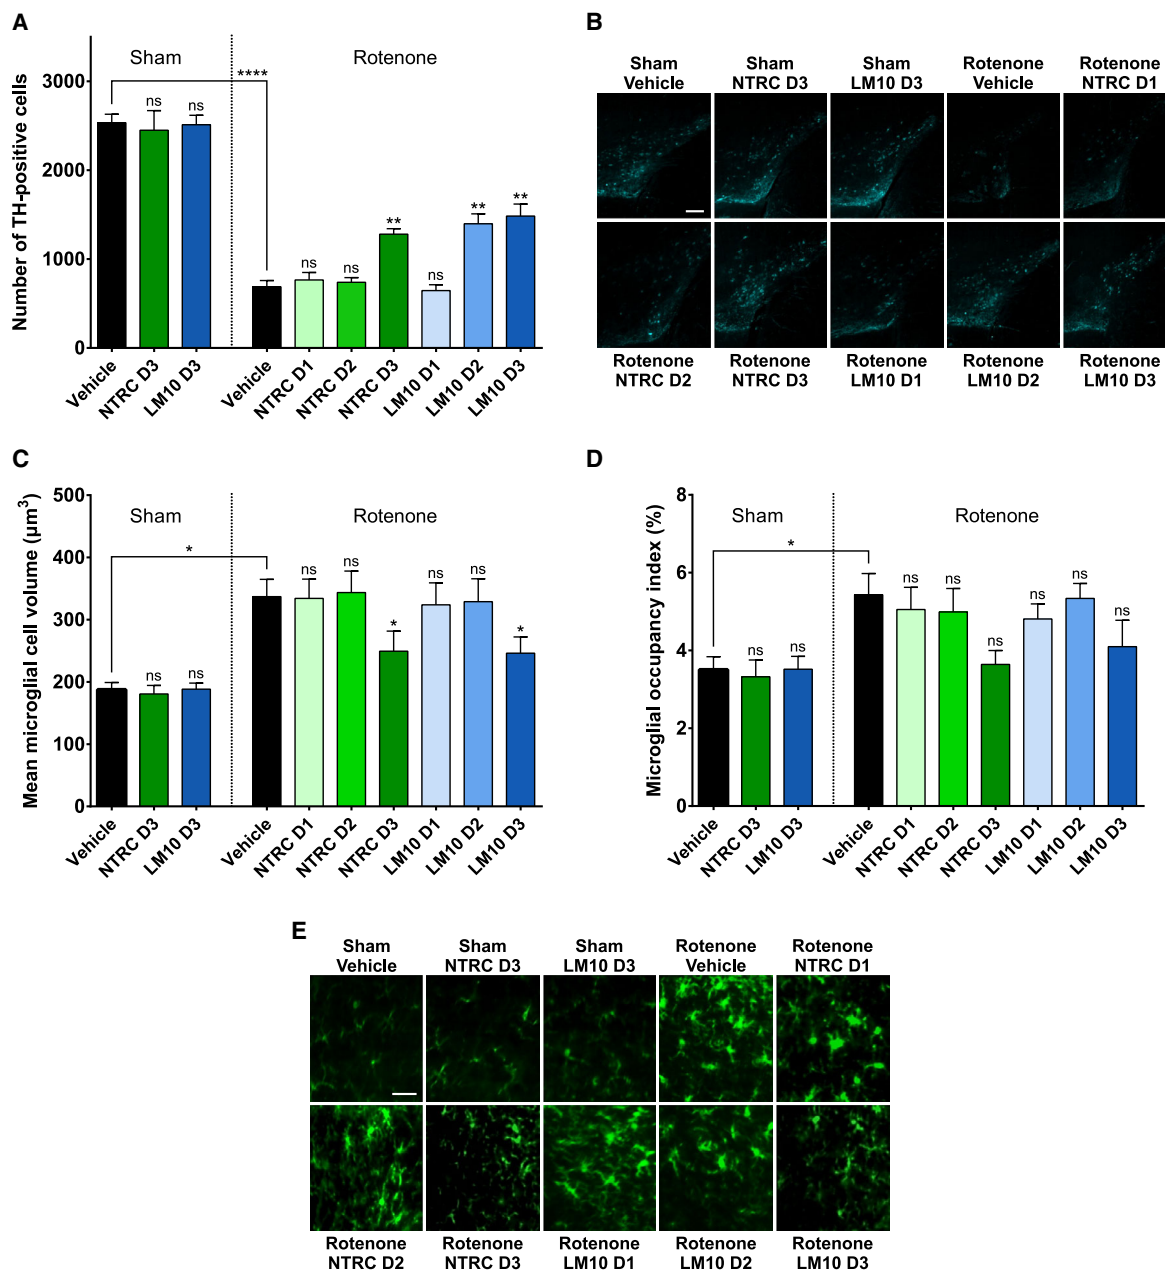 A
Number of TH-positive cells
3000
2000
1000
0
Sham
Rotenone
****
ns
ns
ns
ns
**
ns
**
**
Vehicle
NTRC D3
LM10 D3
Vehicle
NTRC D1
NTRC D2
NTRC D3
LM10 D1
LM10 D2
LM10 D3
B
Sham
Vehicle
Sham
NTRC D3
Sham
LM10 D3
Rotenone
Vehicle
Rotenone
NTRC D1
Rotenone
NTRC D2
Rotenone
NTRC D3
Rotenone
LM10 D1
Rotenone
LM10 D2
Rotenone
LM10 D3
C
Mean microglial cell volume (µm³)
500
400
300
200
100
0
Sham
Rotenone
*
ns
ns
ns
ns
*
ns
ns
*
Vehicle
NTRC D3
LM10 D3
Vehicle
NTRC D1
NTRC D2
NTRC D3
LM10 D1
LM10 D2
LM10 D3
D
Microglial occupancy index (%)
8
6
4
2
0
Sham
Rotenone
*
ns
ns
ns
ns
ns
ns
ns
ns
Vehicle
NTRC D3
LM10 D3
Vehicle
NTRC D1
NTRC D2
NTRC D3
LM10 D1
LM10 D2
LM10 D3
E
Sham
Vehicle
Sham
NTRC D3
Sham
LM10 D3
Rotenone
Vehicle
Rotenone
NTRC D1
Rotenone
NTRC D2
Rotenone
NTRC D3
Rotenone
LM10 D1
Rotenone
LM10 D2
Rotenone
LM10 D3